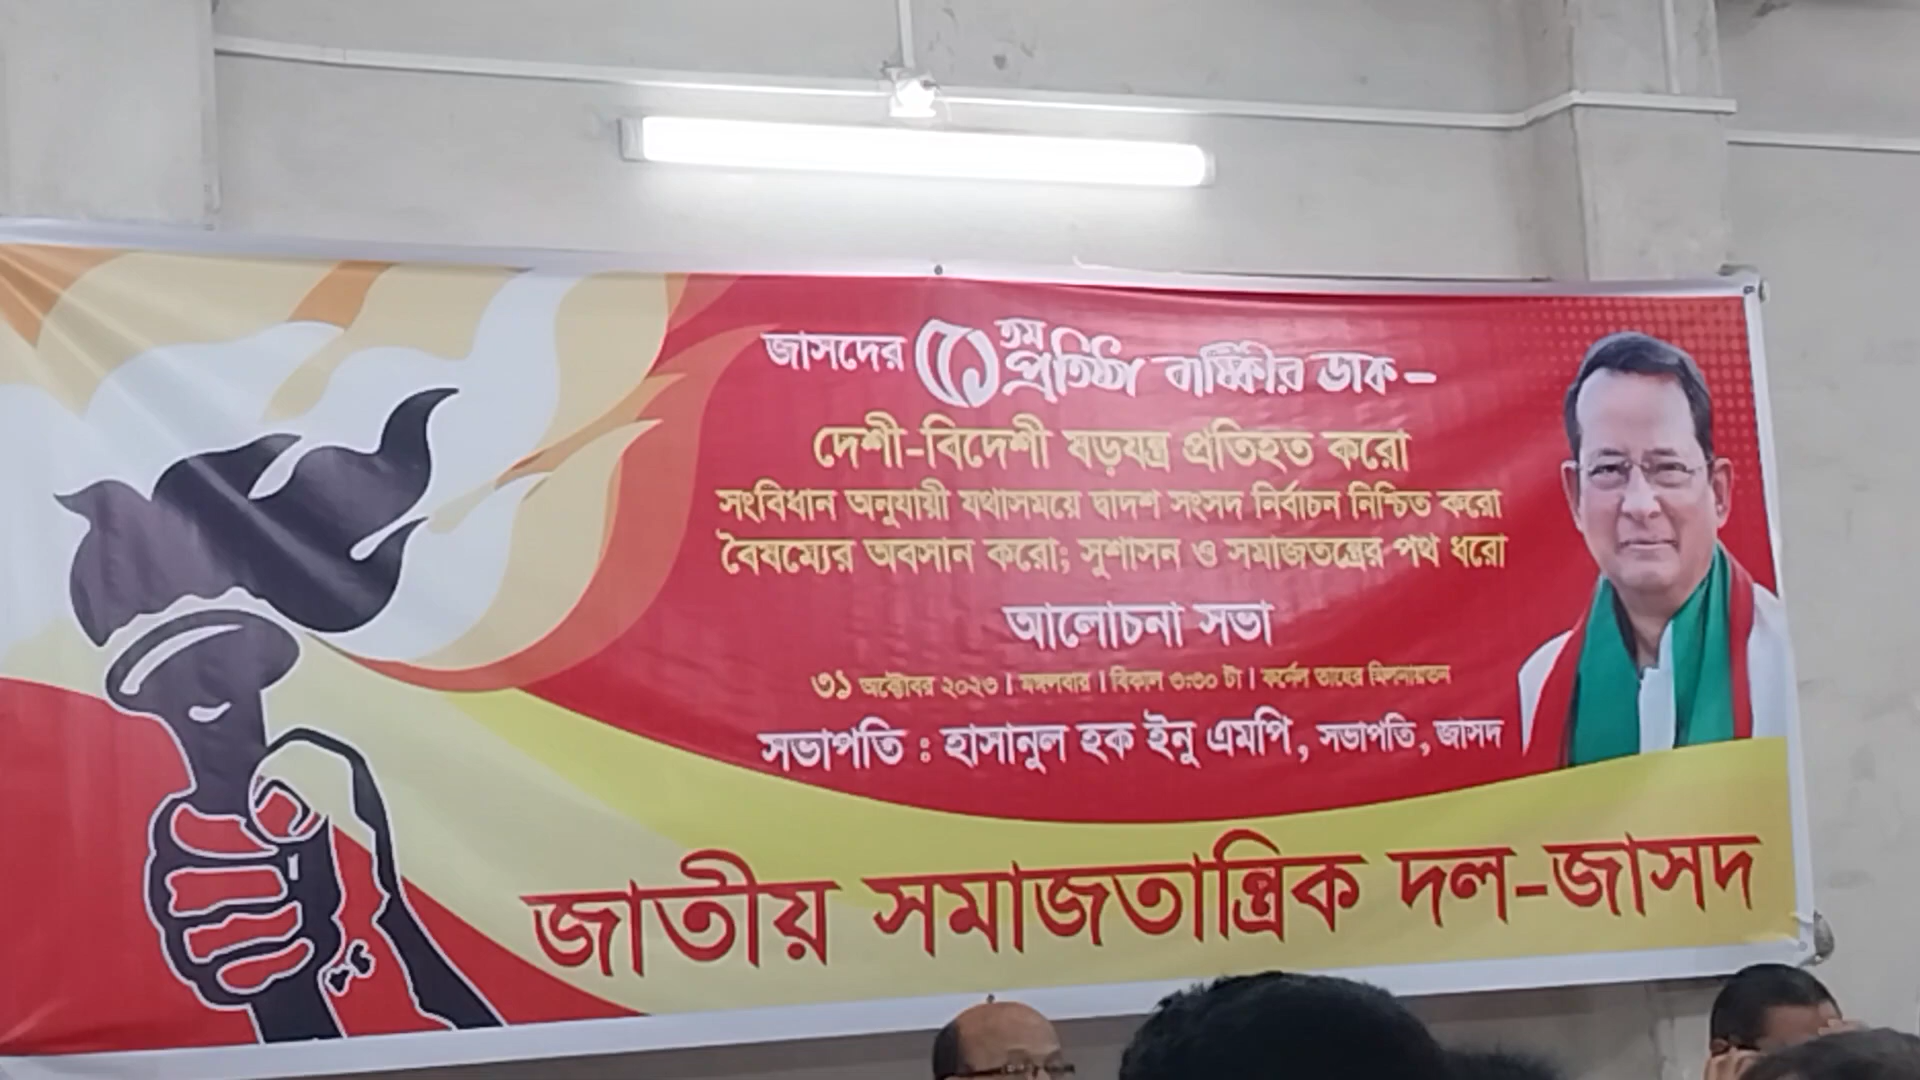 জাসদের ৫১তম প্রতিষ্ঠা বার্ষিকীর ডাক-
দেশী-বিদেশী ষড়যন্ত্র প্রতিহত করো
সংবিধান অনুযায়ী যথাসময়ে দ্বাদশ সংসদ নির্বাচন নিশ্চিত করো
বৈষম্যের অবসান করো; সুশাসন ও সমাজতন্ত্রের পথ ধরো
আলোচনা সভা
৩১ অক্টোবর ২০২৩ । মঙ্গলবার । বিকাল ৩:৩০ টা । কর্নেল তাহের মিলনায়তন
সভাপতি : হাসানুল হক ইনু এমপি, সভাপতি, জাসদ
জাতীয় সমাজতান্ত্রিক দল-জাসদ